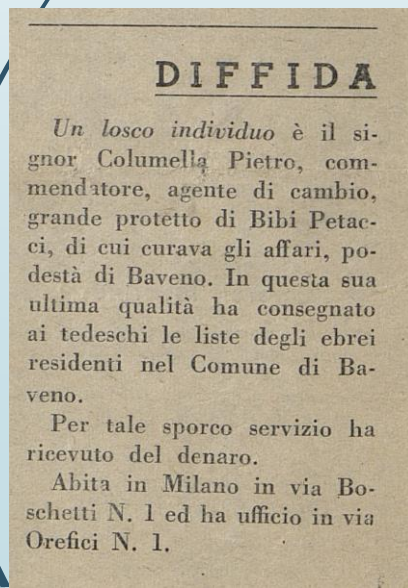 DIFFIDA
Un losco individuo è il si-
gnor Columella Pietro, com-
mendatore, agente di cambio,
grande protetto di Bibi Petac-
ci, di cui curava gli affari, po-
destà di Baveno. In questa sua
ultima qualità ha consegnato
ai tedeschi le liste degli ebrei
residenti nel Comune di Ba-
veno.
Per tale sporco servizio ha
ricevuto del denaro.
Abita in Milano in via Bo-
schetti N. 1 ed ha ufficio in via
Orefici N. 1.